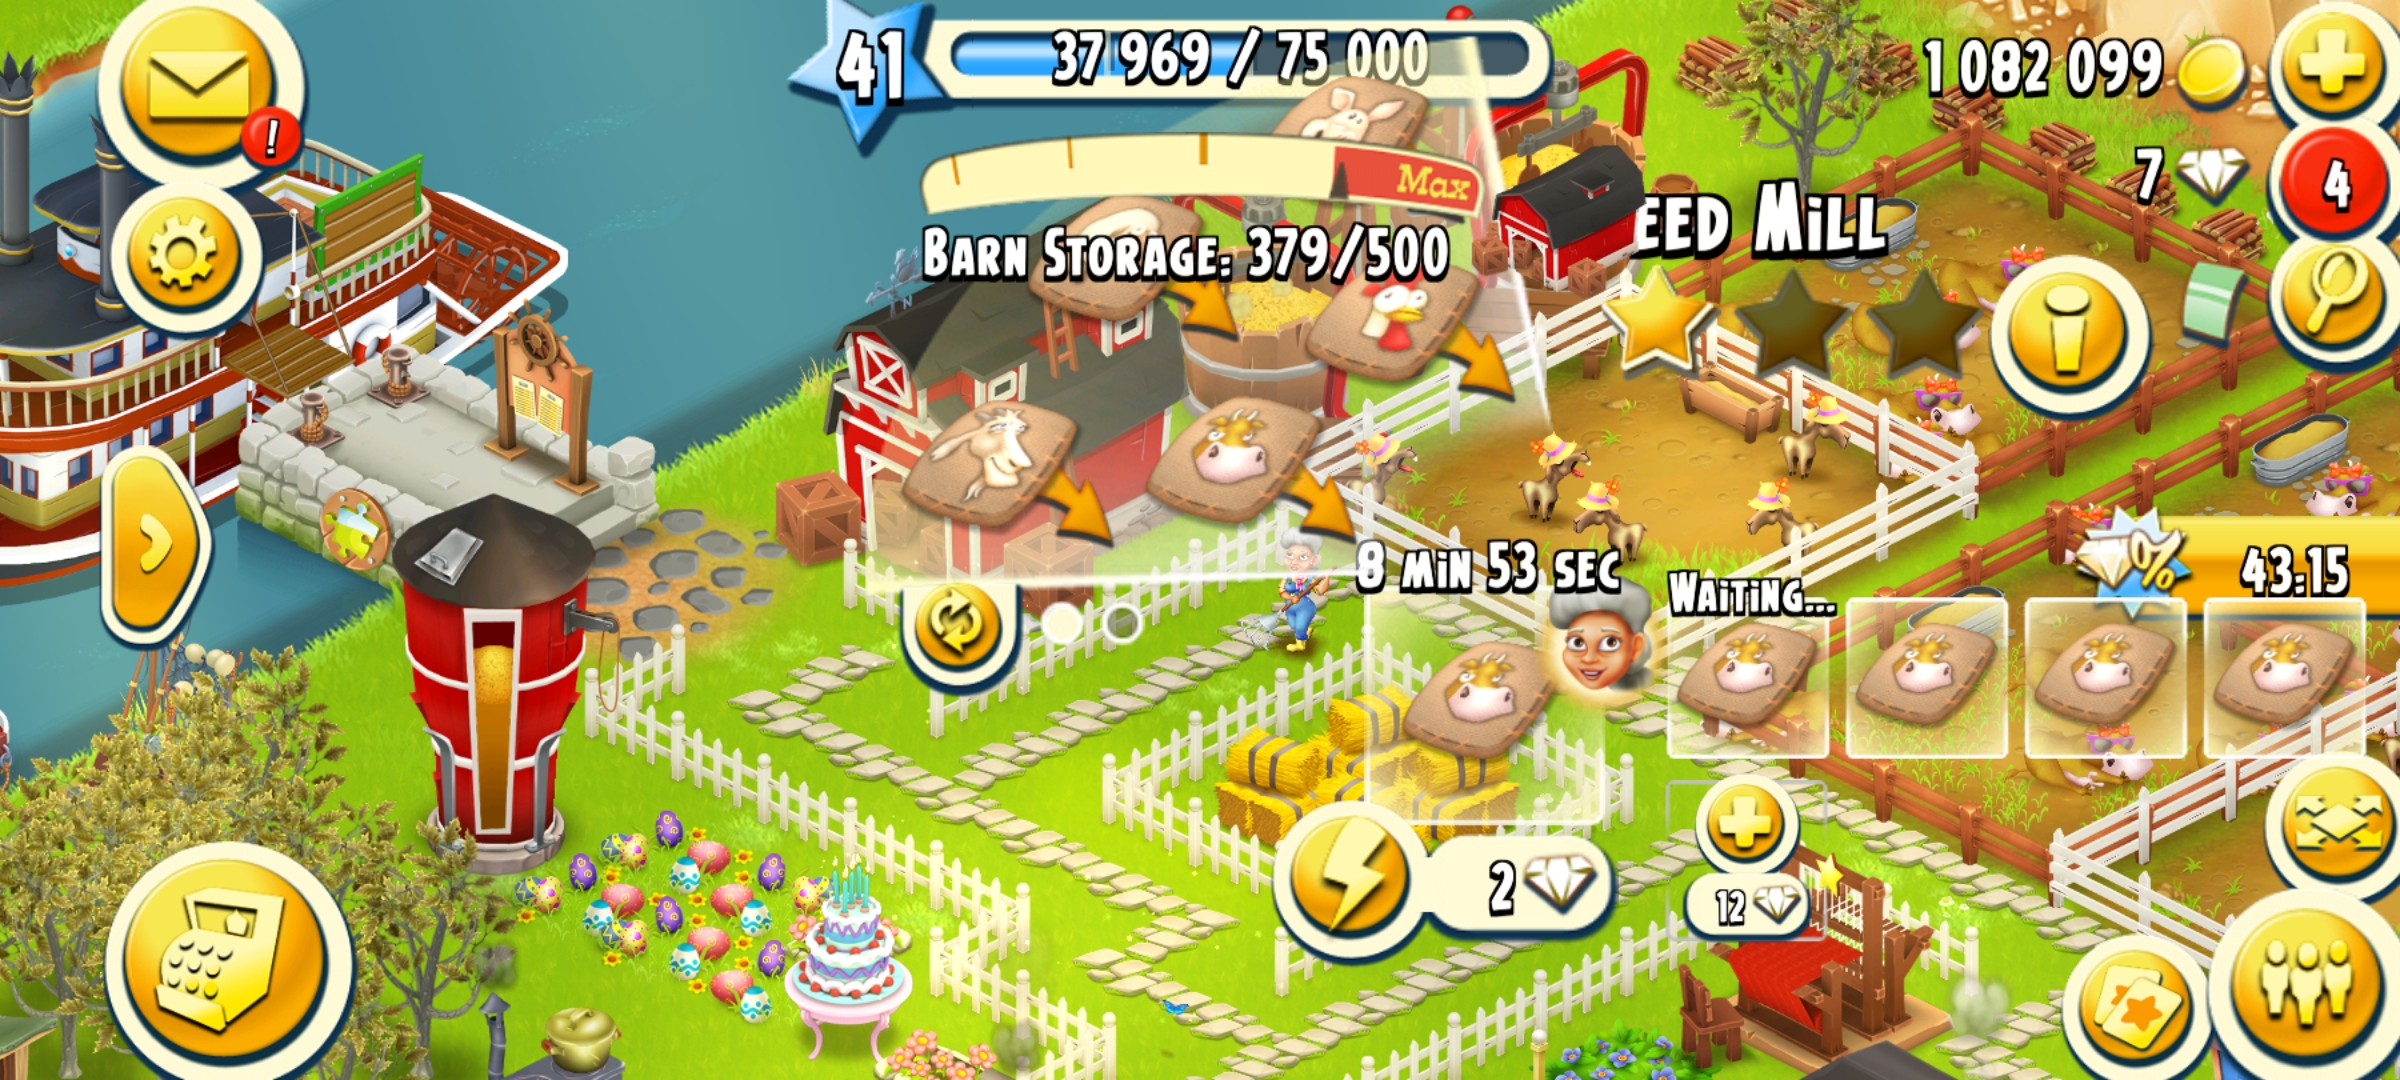 41
37 969 / 75 000
1 082 099
!
Max
7
4
EED MILL
BARN STORAGE: 379/500
8 MIN 53 SEC
WAITING...
%
43:15
2
12